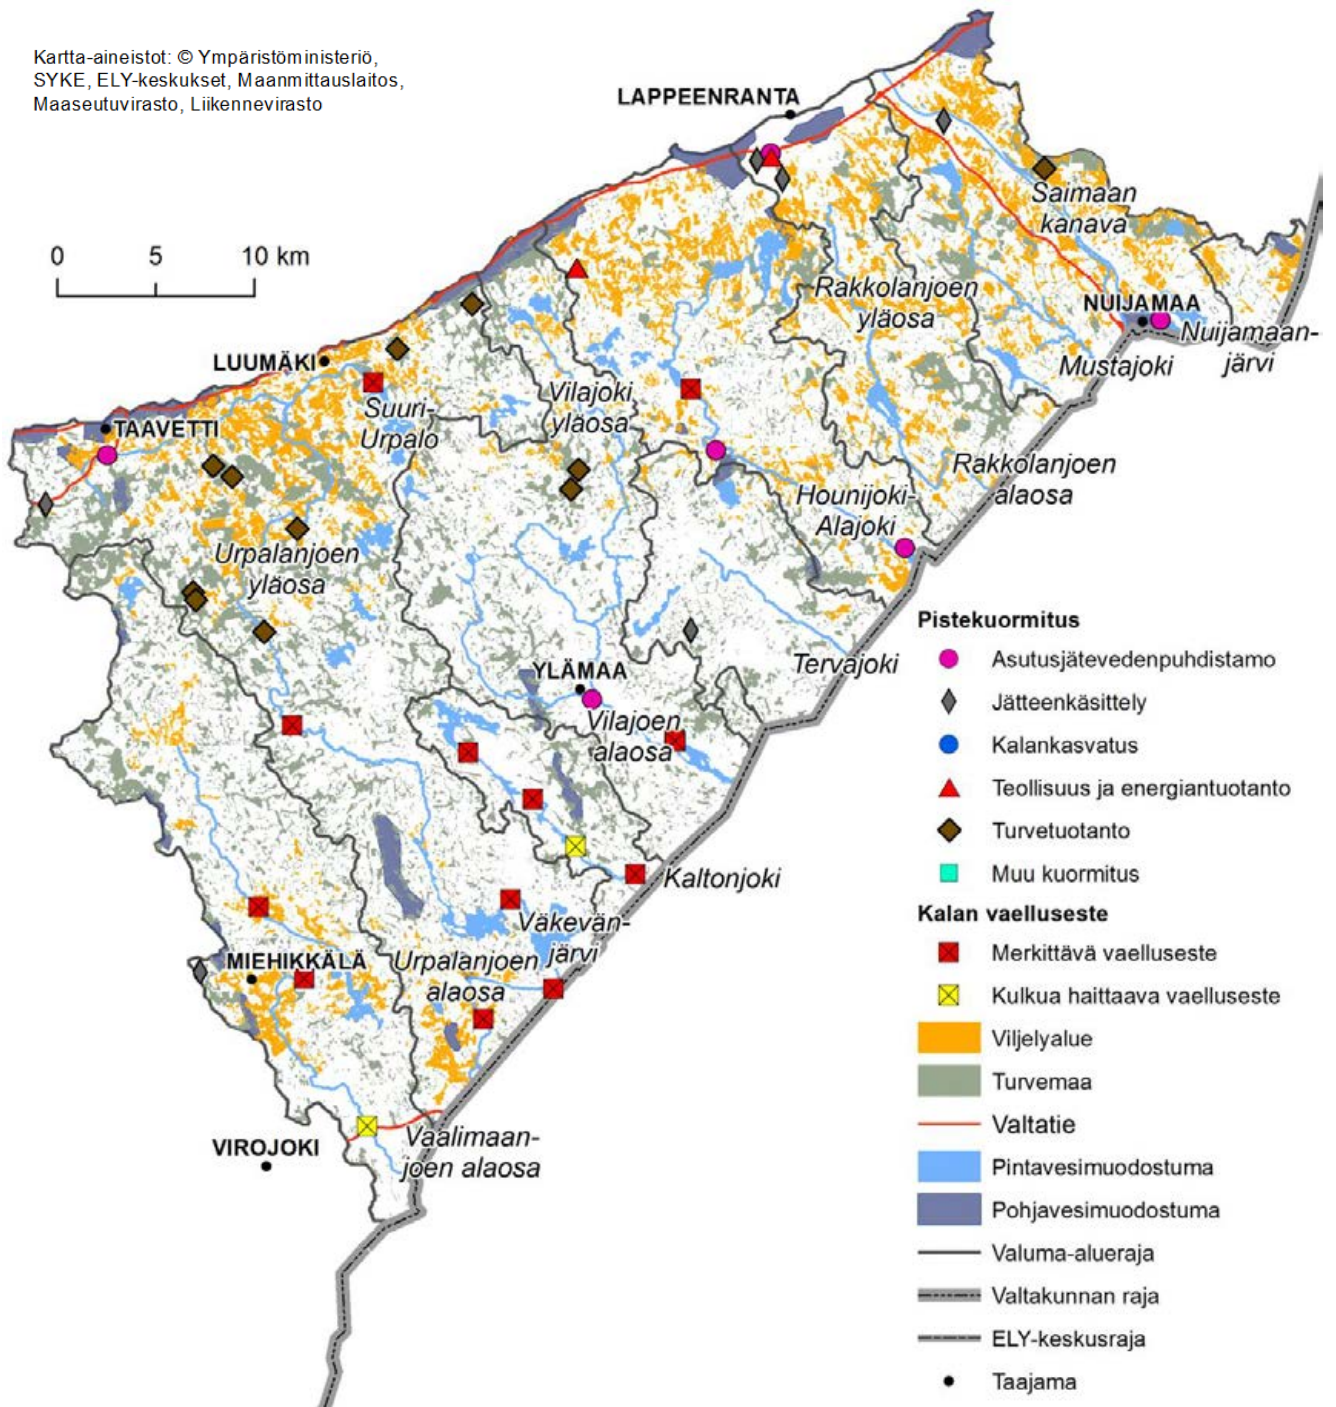 Kartta-aineistot: © Ympäristöministeriö,
SYKE, ELY-keskukset, Maanmittauslaitos,
Maaseutuvirasto, Liikennevirasto
LAPPEENRANTA
Saimaan
kanava
0 5 10 km
Rakkolanjoen
yläosa
NUIJAMAA
Nuijamaan-
järvi
Mustajoki
LUUMÄKI
Suuri-
Urpalo
Vilajoki
yläosa
TAAVETTI
Rakkolanjoen
alaosa
Hounijoki-
Alajoki
Urpalanjoen
yläosa
Tervajoki
YLÄMAA
Vilajoen
alaosa
Kaltonjoki
Väkevän-
järvi
MIEHIKKÄLÄ
Urpalanjoen
alaosa
VIROJOKI
Vaalimaan-
joen alaosa
Pistekuormitus
Asutusjätevedenpuhdistamo
Jätteenkäsittely
Kalankasvatus
Teollisuus ja energiantuotanto
Turvetuotanto
Muu kuormitus
Kalan vaelluseste
Merkittävä vaelluseste
Kulkua haittaava vaelluseste
Viljelyalue
Turvemaa
Valtatie
Pintavesimuodostuma
Pohjavesimuodostuma
Valuma-alueraja
Valtakunnan raja
ELY-keskusraja
Taajama